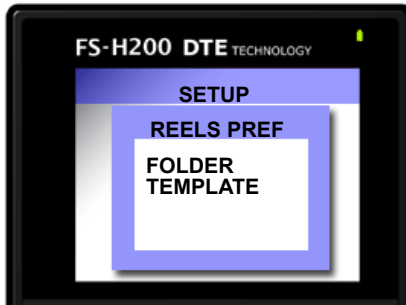 FS-H200 DTE TECHNOLOGY
SETUP
REELS PREF
FOLDER
TEMPLATE